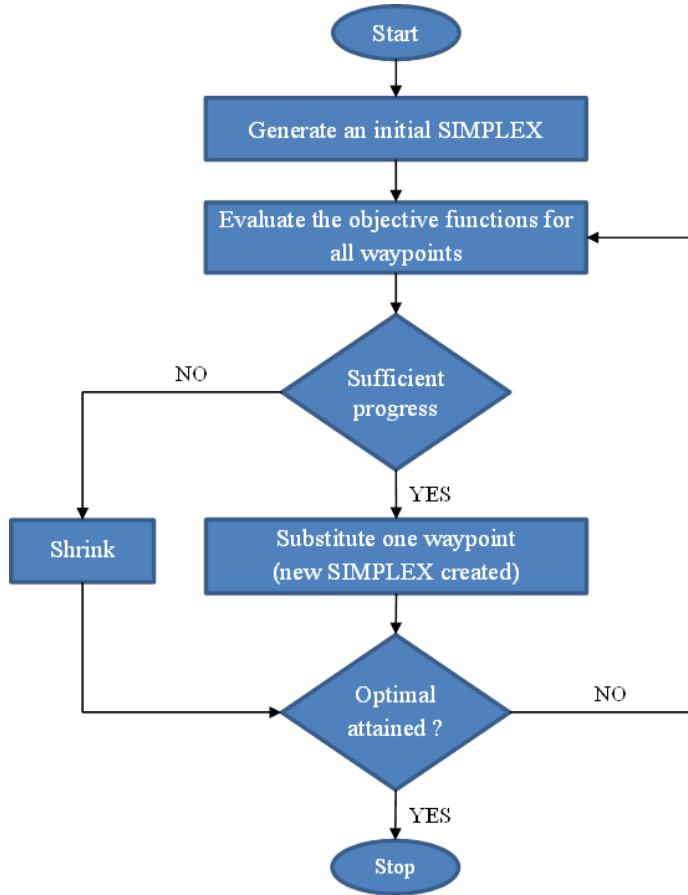 Start
Generate an initial SIMPLEX
Evaluate the objective functions for
all waypoints
NO
Sufficient
progress
YES
Shrink
Substitute one waypoint
(new SIMPLEX created)
Optimal
attained ?
NO
YES
Stop